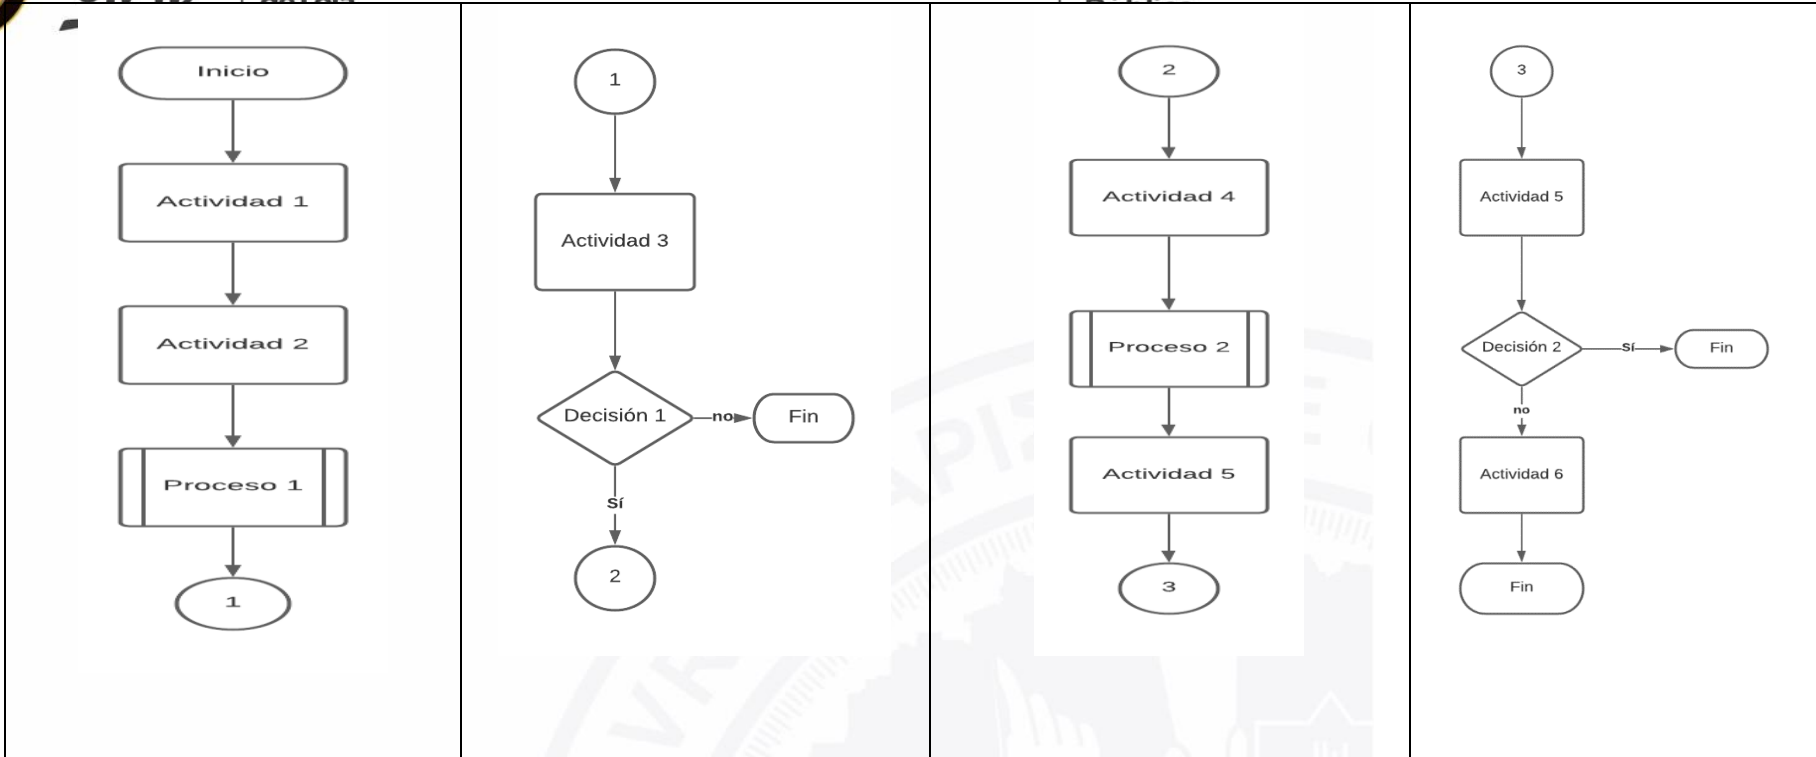 Inicio
Actividad 1
Actividad 2
Proceso 1
1
1
Actividad 3
Decisión 1
no
Fin
Sí
2
2
Actividad 4
Proceso 2
Actividad 5
3
3
Actividad 5
Decisión 2
Sí
Fin
no
Actividad 6
Fin